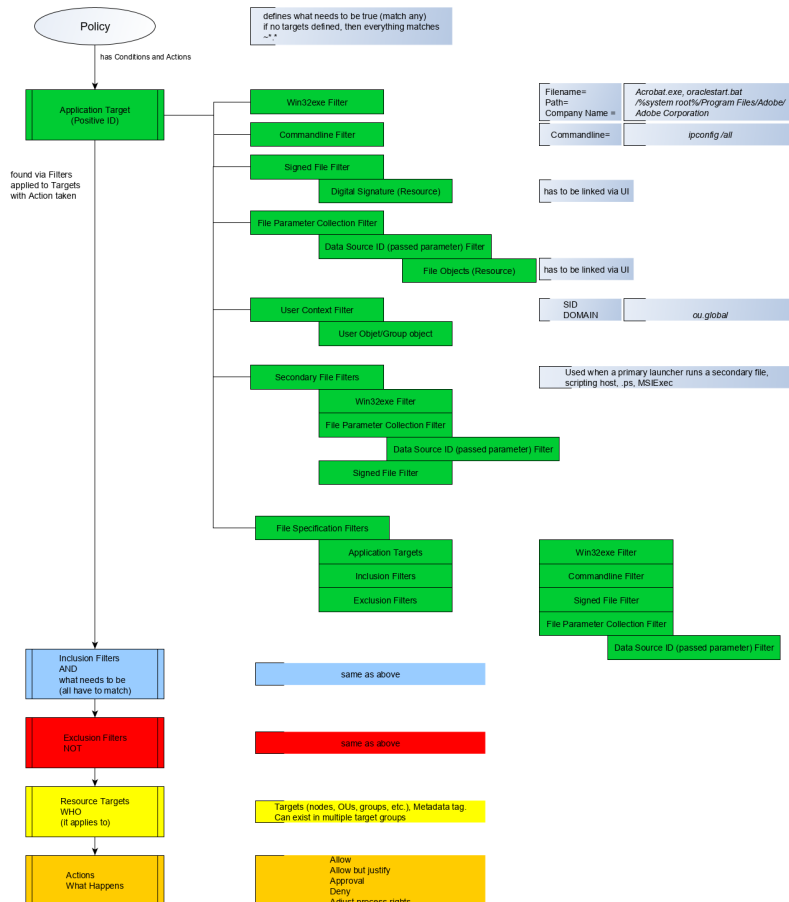 Policy
defines what needs to be true (match any)
if no targets defined, then everything matches
~*.*
has Conditions and Actions
Application Target
(Positive ID)
Win32exe Filter
Filename=
Path=
Company Name =
Acrobat.exe, oraclestart.bat
/%system root%/Program Files/Adobe/
Adobe Corporation
Commandline Filter
Commandline=
ipconfig /all
found via Filters
applied to Targets
with Action taken
Signed File Filter
Digital Signature (Resource)
has to be linked via UI
File Parameter Collection Filter
Data Source ID (passed parameter) Filter
File Objects (Resource)
has to be linked via UI
User Context Filter
SID
DOMAIN
ou.global
User Objet/Group object
Secondary File Filters
Used when a primary launcher runs a secondary file,
scripting host, .ps, MSIExec
Win32exe Filter
File Parameter Collection Filter
Data Source ID (passed parameter) Filter
Signed File Filter
File Specification Filters
Application Targets
Inclusion Filters
Exclusion Filters
Win32exe Filter
Commandline Filter
Signed File Filter
File Parameter Collection Filter
Data Source ID (passed parameter) Filter
Inclusion Filters
AND
what needs to be
(all have to match)
same as above
Exclusion Filters
NOT
same as above
Resource Targets
WHO
(it applies to)
Targets (nodes, OUs, groups, etc.), Metadata tag.
Can exist in multiple target groups
Actions
What Happens
Allow
Allow but justify
Approval
Deny
Adjust process rights